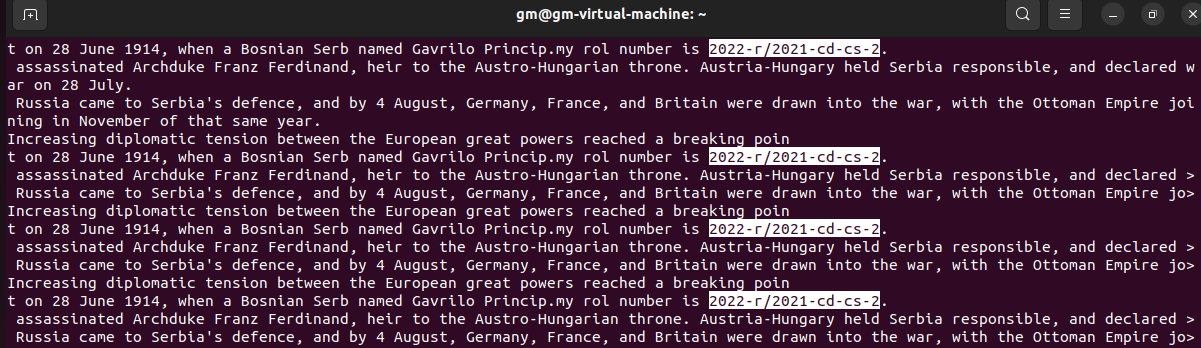 gm@gm-virtual-machine: ~
t on 28 June 1914, when a Bosnian Serb named Gavrilo Princip.my rol number is 2022-r/2021-cd-cs-2.
 assassinated Archduke Franz Ferdinand, heir to the Austro-Hungarian throne. Austria-Hungary held Serbia responsible, and declared w
ar on 28 July.
 Russia came to Serbia's defence, and by 4 August, Germany, France, and Britain were drawn into the war, with the Ottoman Empire joi
ning in November of that same year.
Increasing diplomatic tension between the European great powers reached a breaking poin
t on 28 June 1914, when a Bosnian Serb named Gavrilo Princip.my rol number is 2022-r/2021-cd-cs-2.
 assassinated Archduke Franz Ferdinand, heir to the Austro-Hungarian throne. Austria-Hungary held Serbia responsible, and declared >
 Russia came to Serbia's defence, and by 4 August, Germany, France, and Britain were drawn into the war, with the Ottoman Empire jo>
Increasing diplomatic tension between the European great powers reached a breaking poin
t on 28 June 1914, when a Bosnian Serb named Gavrilo Princip.my rol number is 2022-r/2021-cd-cs-2.
 assassinated Archduke Franz Ferdinand, heir to the Austro-Hungarian throne. Austria-Hungary held Serbia responsible, and declared >
 Russia came to Serbia's defence, and by 4 August, Germany, France, and Britain were drawn into the war, with the Ottoman Empire jo>
Increasing diplomatic tension between the European great powers reached a breaking poin
t on 28 June 1914, when a Bosnian Serb named Gavrilo Princip.my rol number is 2022-r/2021-cd-cs-2.
 assassinated Archduke Franz Ferdinand, heir to the Austro-Hungarian throne. Austria-Hungary held Serbia responsible, and declared >
 Russia came to Serbia's defence, and by 4 August, Germany, France, and Britain were drawn into the war, with the Ottoman Empire jo>